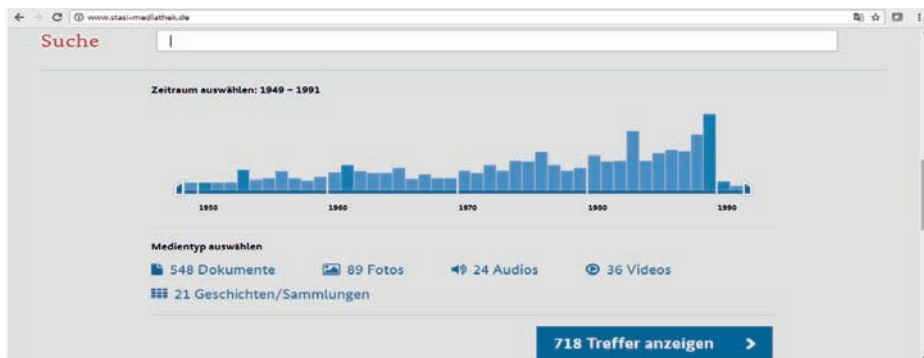 www.stasi-mediathek.de
Suche
Zeitraum auswählen: 1949 – 1991
1950 1960 1970 1980 1990
Medientyp auswählen
548 Dokumente 89 Fotos 24 Audios 36 Videos
21 Geschichten/Sammlungen
718 Treffer anzeigen